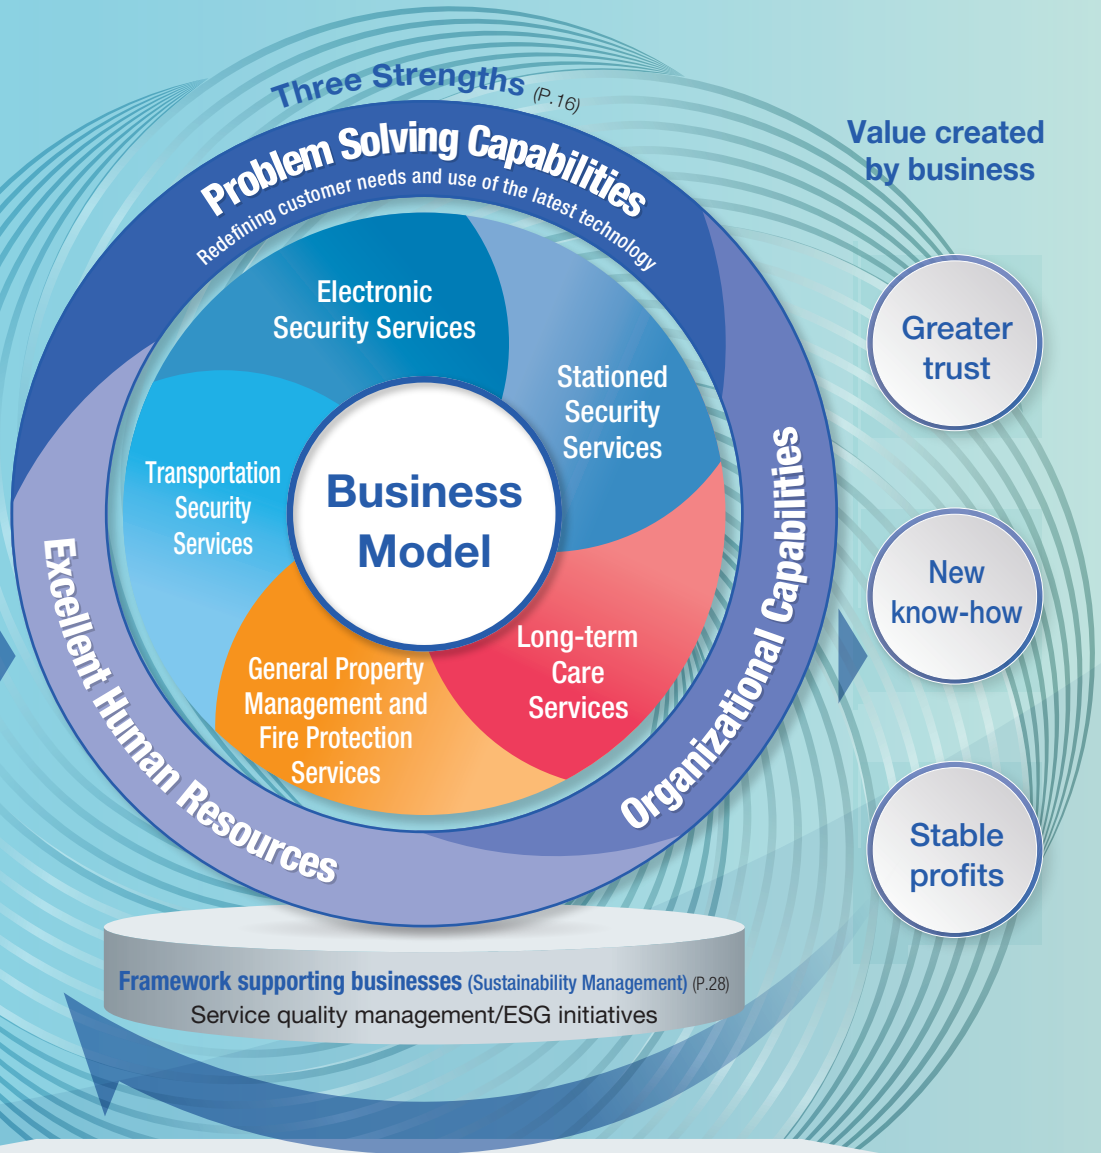 Three Strengths (P.16)
Problem Solving Capabilities
Redefining customer needs and use of the latest technology
Organizational Capabilities
Excellent Human Resources
Electronic
Security Services
Stationed
Security
Services
Long-term
Care
Services
General Property
Management and
Fire Protection
Services
Transportation
Security
Services
Business
Model
Framework supporting businesses (Sustainability Management) (P.28)
Service quality management/ESG initiatives
Value created
by business
Greater
trust
New
know-how
Stable
profits